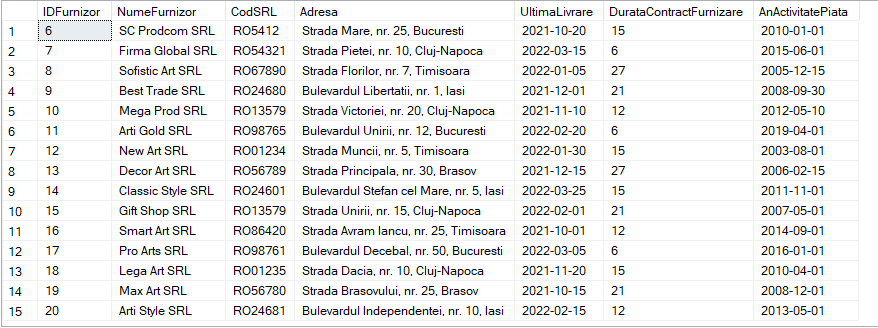 IDFurnizor NumeFurnizor CodSRL Adresa UltimaLivrare DurataContractFurnizare AnActivitatePiata
1 6 SC Prodcom SRL RO5412 Strada Mare, nr. 25, Bucuresti 2021-10-20 15 2010-01-01
2 7 Firma Global SRL RO54321 Strada Pietei, nr. 10, Cluj-Napoca 2022-03-15 6 2015-06-01
3 8 Sofistic Art SRL RO67890 Strada Florilor, nr. 7, Timisoara 2022-01-05 27 2005-12-15
4 9 Best Trade SRL RO24680 Bulevardul Libertatii, nr. 1, Iasi 2021-12-01 21 2008-09-30
5 10 Mega Prod SRL RO13579 Strada Victoriei, nr. 20, Cluj-Napoca 2021-11-10 12 2012-05-10
6 11 Arti Gold SRL RO98765 Bulevardul Unirii, nr. 12, Bucuresti 2022-02-20 6 2019-04-01
7 12 New Art SRL RO01234 Strada Muncii, nr. 5, Timisoara 2022-01-30 15 2003-08-01
8 13 Decor Art SRL RO56789 Strada Principala, nr. 30, Brasov 2021-12-15 27 2006-02-15
9 14 Classic Style SRL RO24601 Bulevardul Stefan cel Mare, nr. 5, Iasi 2022-03-25 15 2011-11-01
10 15 Gift Shop SRL RO13579 Strada Unirii, nr. 15, Cluj-Napoca 2022-02-01 21 2007-05-01
11 16 Smart Art SRL RO86420 Strada Avram Iancu, nr. 25, Timisoara 2021-10-01 12 2014-09-01
12 17 Pro Arts SRL RO98761 Bulevardul Decebal, nr. 50, Bucuresti 2022-03-05 6 2016-01-01
13 18 Lega Art SRL RO01235 Strada Dacia, nr. 10, Cluj-Napoca 2021-11-20 15 2010-04-01
14 19 Max Art SRL RO56780 Strada Brasovului, nr. 25, Brasov 2021-10-15 21 2008-12-01
15 20 Arti Style SRL RO24681 Bulevardul Independentei, nr. 10, Iasi 2022-02-15 12 2013-05-01